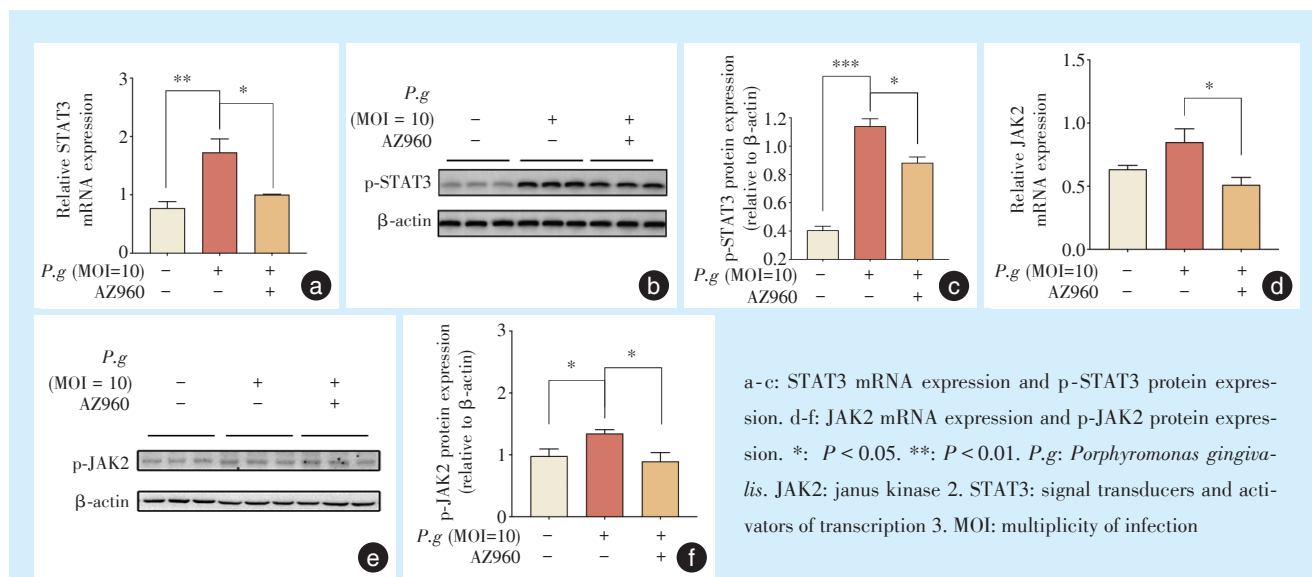 Relative STAT3
mRNA expression
3
2
1
0
**
*
P.g (MOI=10) – + +
AZ960 – – +
a
P.g
(MOI = 10) – + +
AZ960 – – +
p-STAT3
β-actin
b
p-STAT3 protein expression
(relative to β-actin)
1.2
1.0
0.8
0.6
0.4
0.2
***
*
P.g (MOI=10) – + +
AZ960 – – +
c
Relative JAK2
mRNA expression
1.5
1.0
0.5
0.0
*
P.g (MOI=10) – + +
AZ960 – – +
d
P.g
(MOI = 10) – + +
AZ960 – – +
p-JAK2
β-actin
e
p-JAK2 protein expression
(relative to β-actin)
3
2
1
0
*
*
P.g (MOI=10) – + +
AZ960 – – +
f
a-c: STAT3 mRNA expression and p-STAT3 protein expres-
sion. d-f: JAK2 mRNA expression and p-JAK2 protein expres-
sion. *: P < 0.05. **: P < 0.01. P.g: Porphyromonas gingiva-
lis. JAK2: janus kinase 2. STAT3: signal transducers and acti-
vators of transcription 3. MOI: multiplicity of infection